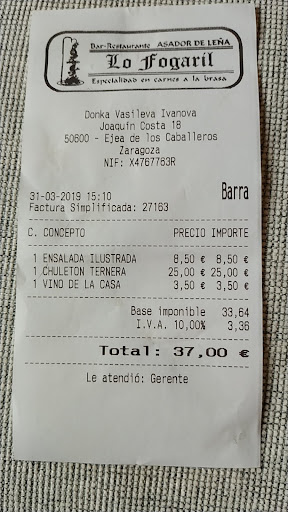 Bar-Restaurante ASADOR DE LEÑA
Lo Fogaril
Especialidad en carnes a la brasa
Donka Vasileva Ivanova
Joaquin Costa 18
50600 - Ejea de los Caballeros
Zaragoza
NIF: X4767763R
31-03-2019 15:10 Barra
Factura Simplificada: 27163
C. CONCEPTO PRECIO IMPORTE
1 ENSALADA ILUSTRADA 8,50 € 8,50 €
1 CHULETON TERNERA 25,00 € 25,00 €
1 VINO DE LA CASA 3,50 € 3,50 €
Base imponible 33,64
I.V.A. 10,00% 3,36
Total: 37,00 €
Le atendió: Gerente